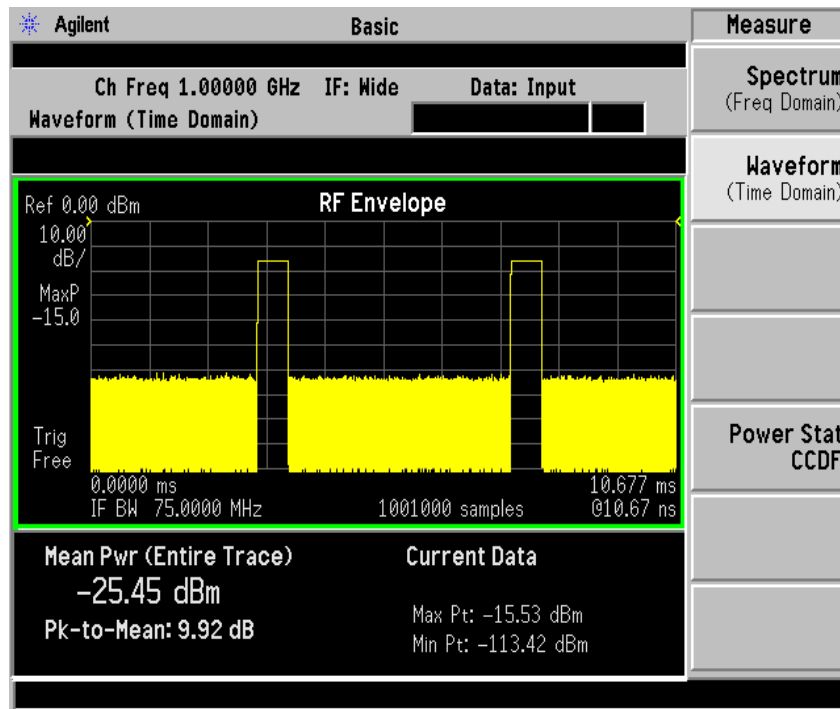 Agilent Basic Measure
Ch Freq 1.00000 GHz IF: Wide Data: Input
Waveform (Time Domain)
Spectrum
(Freq Domain)
Waveform
(Time Domain)
Ref 0.00 dBm RF Envelope
10.00
dB/
MaxP
-15.0
Trig
Free
Power Stat
CCDF
0.0000 ms 10.677 ms
IF BW 75.0000 MHz 1001000 samples @10.67 ns
Mean Pwr (Entire Trace) Current Data
-25.45 dBm
Max Pt: -15.53 dBm
Pk-to-Mean: 9.92 dB
Min Pt: -113.42 dBm